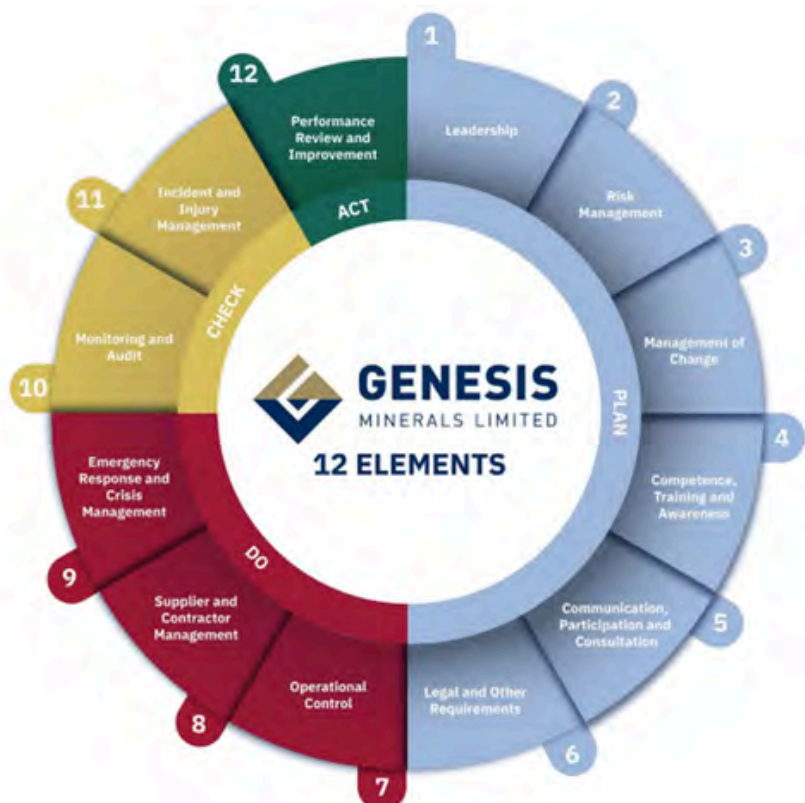 1
Leadership
2
Risk
Management
3
Management of
Change
4
Competence,
Training and
Awareness
5
Communication,
Participation and
Consultation
6
Legal and Other
Requirements
7
Operational
Control
8
Supplier and
Contractor
Management
9
Emergency
Response and
Crisis
Management
10
Monitoring and
Audit
11
Incident and
Injury
Management
12
Performance
Review and
Improvement
PLAN
DO
CHECK
ACT
GENESIS
MINERALS LIMITED
12 ELEMENTS